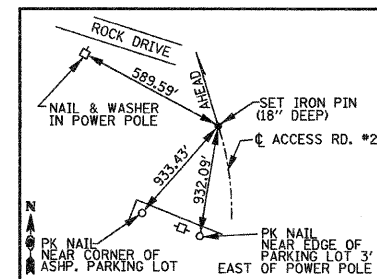 ROCK DRIVE
589.59'
AHEAD
NAIL & WASHER
IN POWER POLE
SET IRON PIN
(18" DEEP)
℄ ACCESS RD. #2
933.43'
932.09'
N
PK NAIL
NEAR CORNER OF
ASHP. PARKING LOT
PK NAIL
NEAR EDGE OF
PARKING LOT 3'
EAST OF POWER POLE